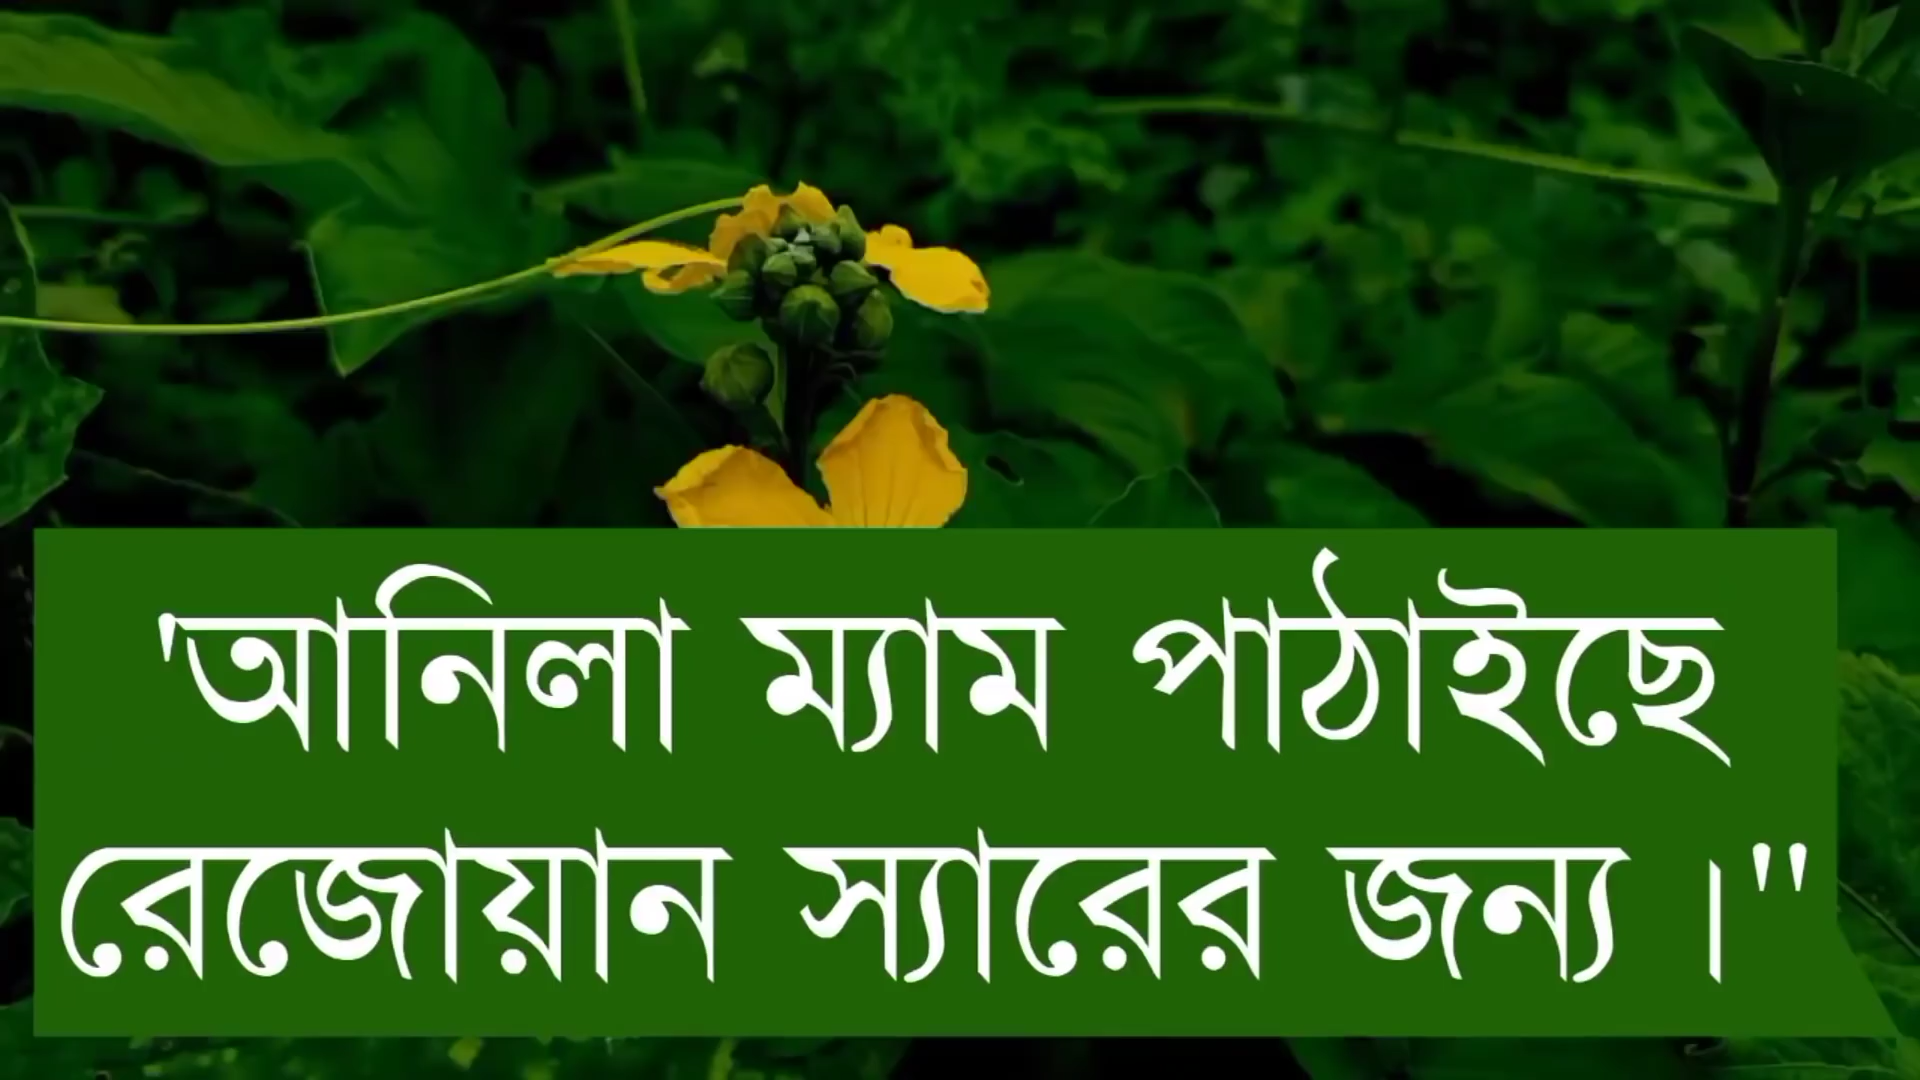 'আনিলা ম্যাম পাঠাইছে
রেজোয়ান স্যারের জন্য ।"